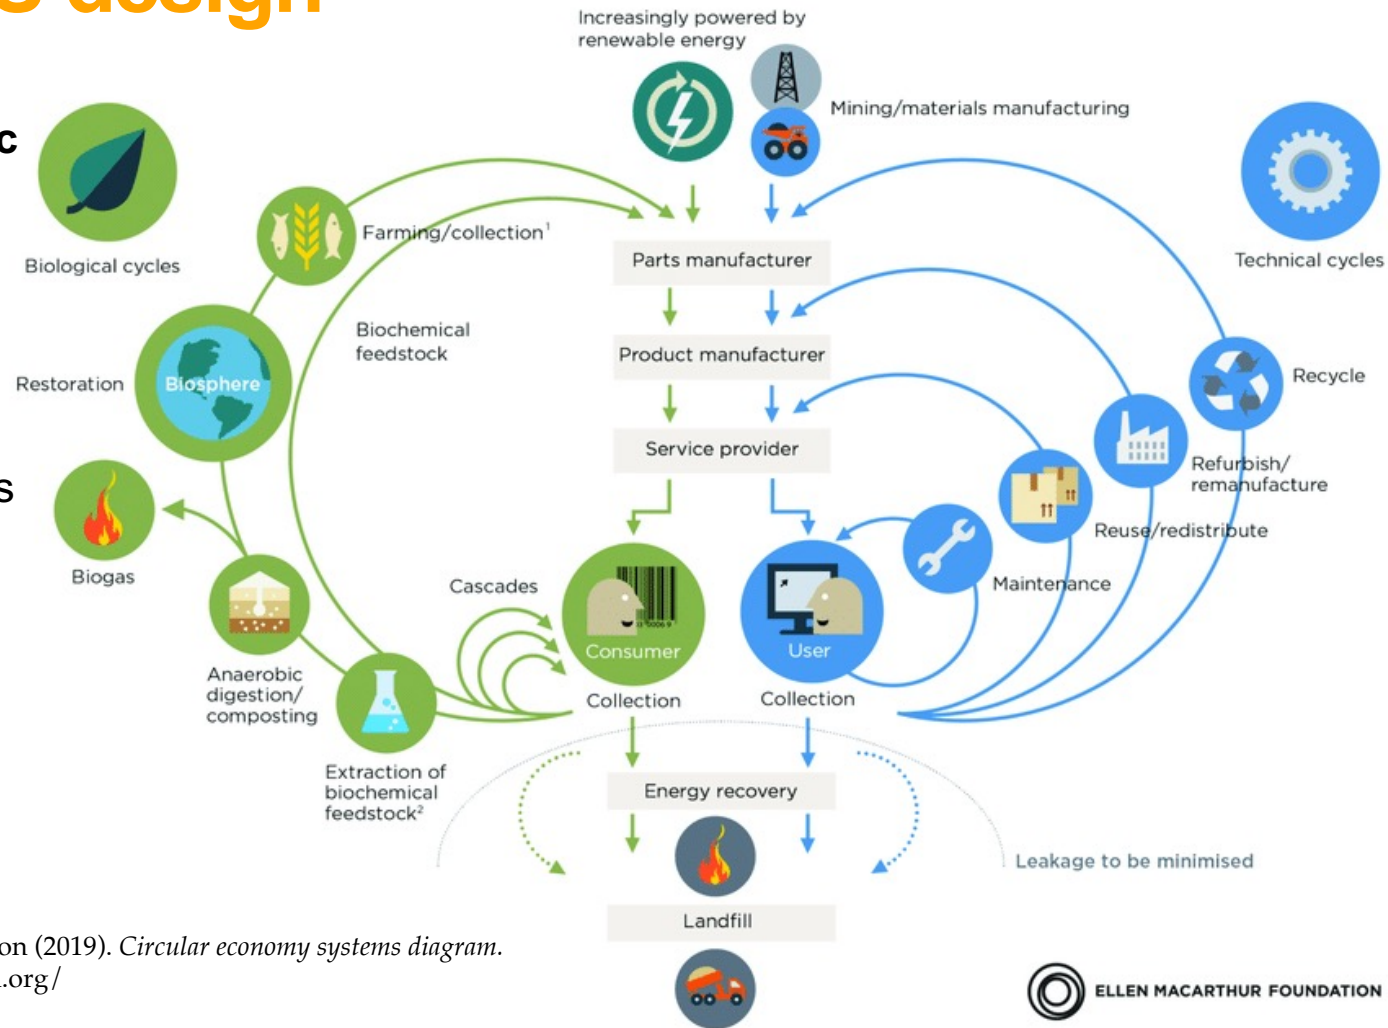 design
Increasingly powered by
renewable energy
Mining/materials manufacturing
c
Biological cycles
Farming/collection¹
Technical cycles
Parts manufacturer
Biochemical
feedstock
Product manufacturer
Restoration
Biosphere
Recycle
Service provider
Refurbish/
remanufacture
s
Reuse/redistribute
Biogas
Cascades
Maintenance
Consumer
User
Anaerobic
digestion/
composting
Collection
Collection
Extraction of
biochemical
feedstock²
Energy recovery
Leakage to be minimised
Landfill
on (2019). Circular economy systems diagram.
.org/
ELLEN MACARTHUR FOUNDATION